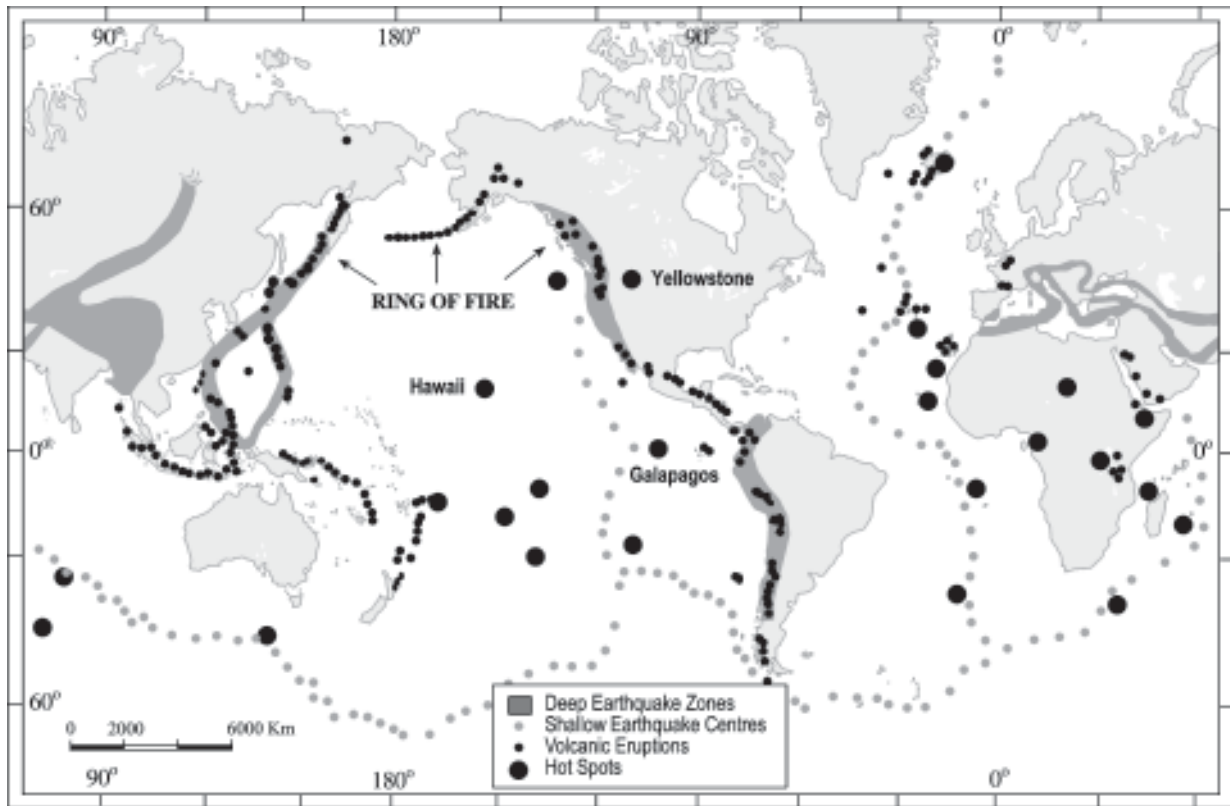 90° 180° 90° 0°
60°
Yellowstone
RING OF FIRE
Hawaii
0° 0°
Galapagos
60°
0 2000 6000 Km
Deep Earthquake Zones
Shallow Earthquake Centres
Volcanic Eruptions
Hot Spots
90° 180° 0°